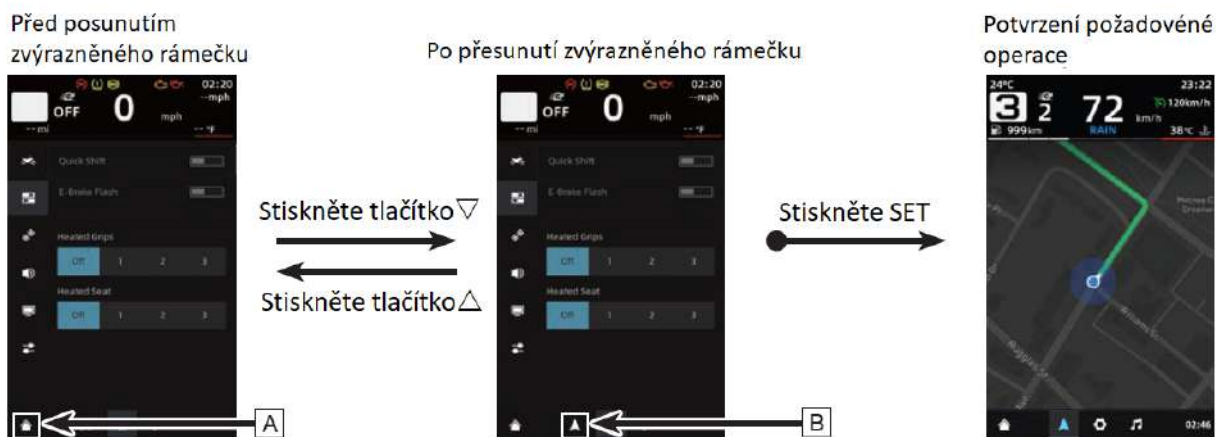 Před posunutím
zvýrazněného rámečku
02:20
--mph
OFF
0
mph
-- mi
-- °F
Quick Shift
E-Brake Flash
Heated Grips
Off 1 2 3
Heated Seat
Off 1 2 3
A
Stiskněte tlačítko▽
Stiskněte tlačítko△
Po přesunutí zvýrazněného rámečku
02:20
--mph
OFF
0
mph
-- mi
-- °F
Quick Shift
E-Brake Flash
Heated Grips
Off 1 2 3
Heated Seat
Off 1 2 3
B
Stiskněte SET
Potvrzení požadovéné
operace
24°C
23:22
3
2
72
km/h
120km/h
999km
RAIN
38°C
02:46